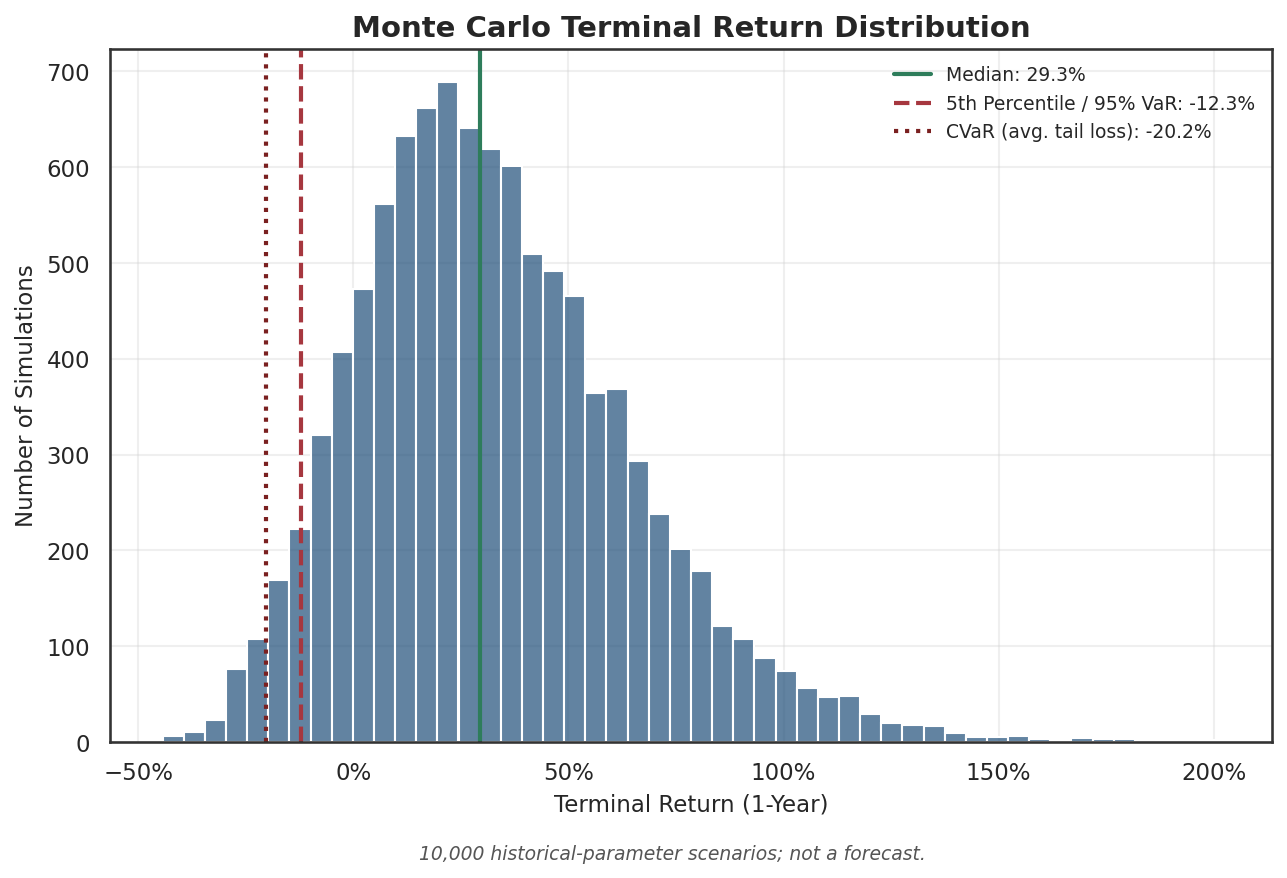 Monte Carlo Terminal Return Distribution
Median: 29.3%
5th Percentile / 95% VaR: -12.3%
CVaR (avg. tail loss): -20.2%
Number of Simulations
700
600
500
400
300
200
100
0
−50%
0%
50%
100%
150%
200%
Terminal Return (1-Year)
10,000 historical-parameter scenarios; not a forecast.